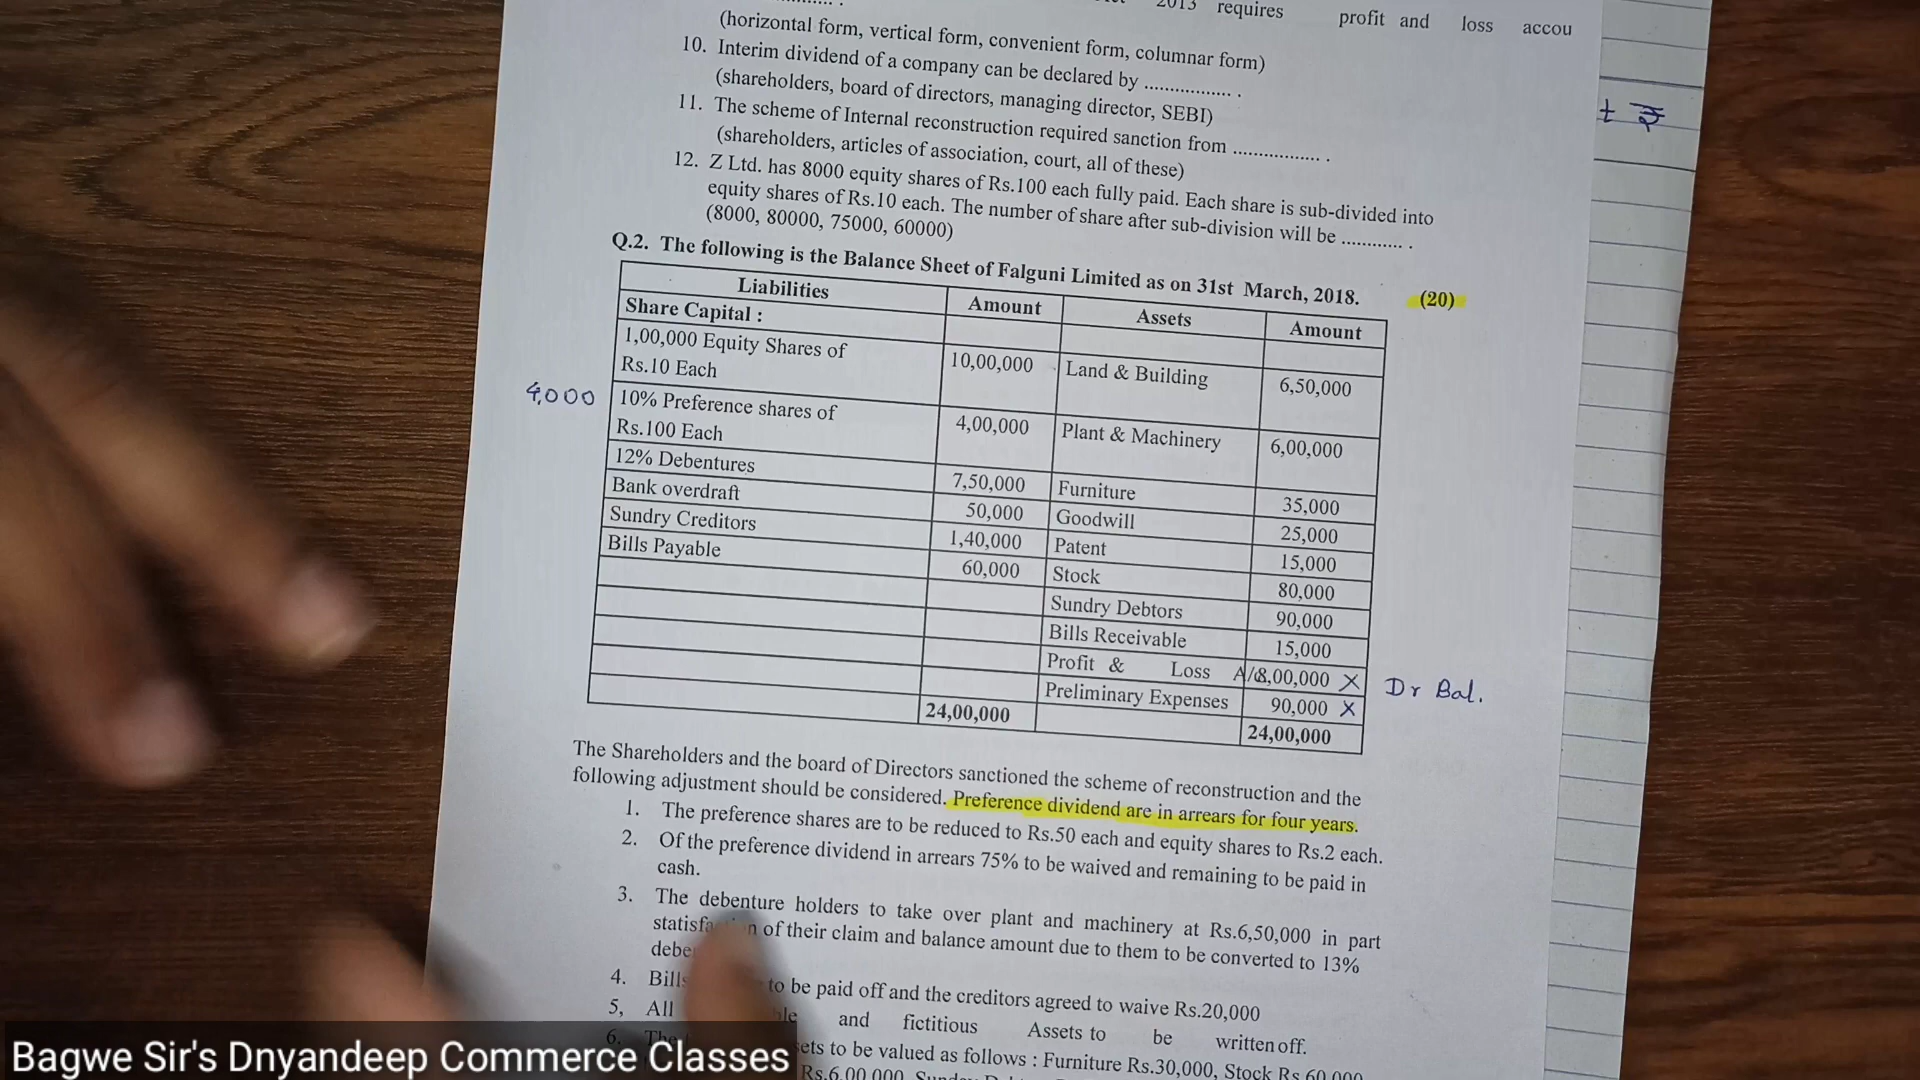 2013 requires profit and loss accou
(horizontal form, vertical form, convenient form, columnar form)
10. Interim dividend of a company can be declared by ................. .
(shareholders, board of directors, managing director, SEBI)
11. The scheme of Internal reconstruction required sanction from ................. .
(shareholders, articles of association, court, all of these)
12. Z Ltd. has 8000 equity shares of Rs.100 each fully paid. Each share is sub-divided into
equity shares of Rs.10 each. The number of share after sub-division will be ............ .
(8000, 80000, 75000, 60000)
Q.2. The following is the Balance Sheet of Falguni Limited as on 31st March, 2018. (20)
Liabilities Amount Assets Amount
Share Capital :
1,00,000 Equity Shares of
Rs.10 Each 10,00,000 Land & Building 6,50,000
4,000 10% Preference shares of
Rs.100 Each 4,00,000 Plant & Machinery 6,00,000
12% Debentures 7,50,000 Furniture 35,000
Bank overdraft 50,000 Goodwill 25,000
Sundry Creditors 1,40,000 Patent 15,000
Bills Payable 60,000 Stock 80,000
Sundry Debtors 90,000
Bills Receivable 15,000
Profit & Loss A/8,00,000 X Dr Bal.
Preliminary Expenses 90,000 X
24,00,000 24,00,000
The Shareholders and the board of Directors sanctioned the scheme of reconstruction and the
following adjustment should be considered. Preference dividend are in arrears for four years.
1. The preference shares are to be reduced to Rs.50 each and equity shares to Rs.2 each.
2. Of the preference dividend in arrears 75% to be waived and remaining to be paid in
cash.
3. The debenture holders to take over plant and machinery at Rs.6,50,000 in part
of their claim and balance amount due to them to be converted to 13%
4. Bills to be paid off and the creditors agreed to waive Rs.20,000
5, All and fictitious Assets to be written off.
6. to be valued as follows : Furniture Rs.30,000, Stock Rs.60,000
Rs.6,00,000
₹
Bagwe Sir's Dnyandeep Commerce Classes